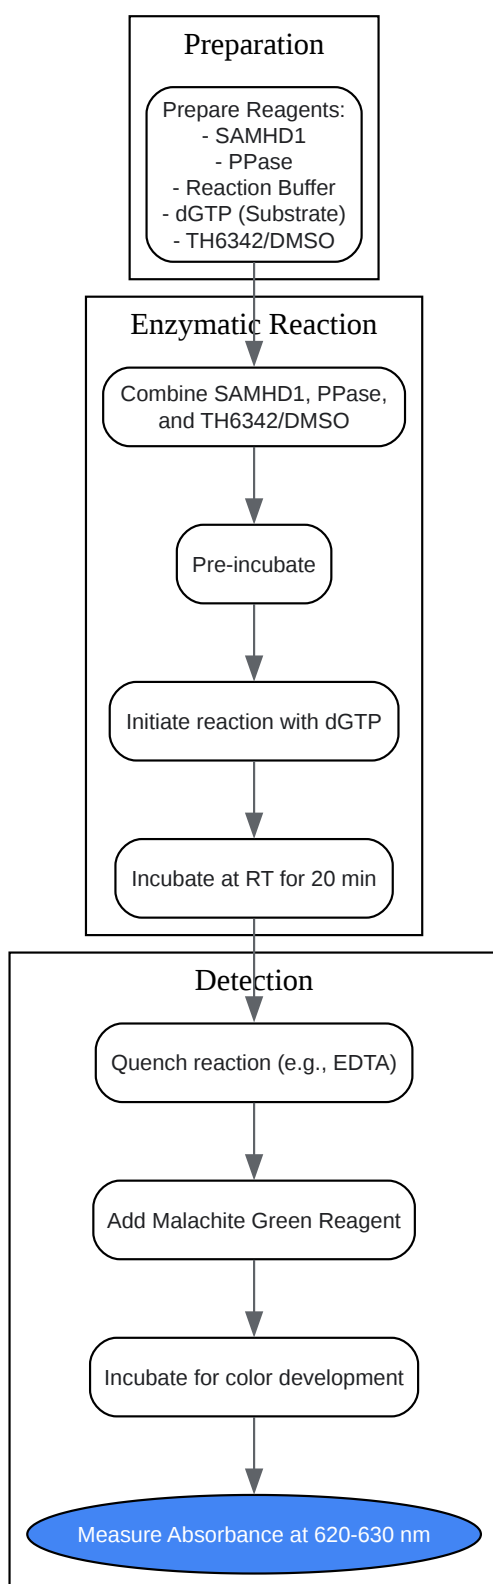 Preparation
Prepare Reagents:
- SAMHD1
- PPase
- Reaction Buffer
- dGTP (Substrate)
- TH6342/DMSO
Enzymatic Reaction
Combine SAMHD1, PPase,
and TH6342/DMSO
Pre-incubate
Initiate reaction with dGTP
Incubate at RT for 20 min
Detection
Quench reaction (e.g., EDTA)
Add Malachite Green Reagent
Incubate for color development
Measure Absorbance at 620-630 nm